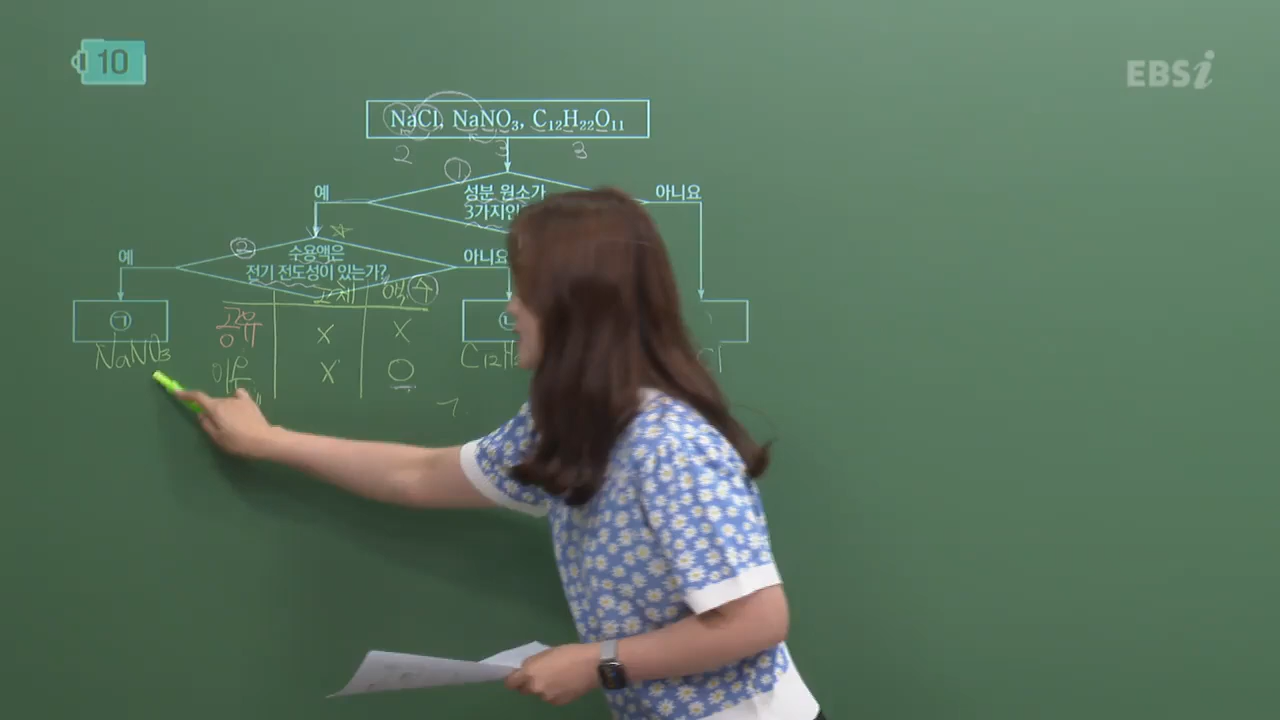 10
EBSi
NaCl, NaNO₃, C₁₂H₂₂O₁₁
2 3 3
①
예
성분 원소가
3가지인
아니요
②
예
수용액은
전기 전도성이 있는가?
아니요
고체 액(수)
㉠
공유 X X
NaNO₃
C₁₂H
이온 X O